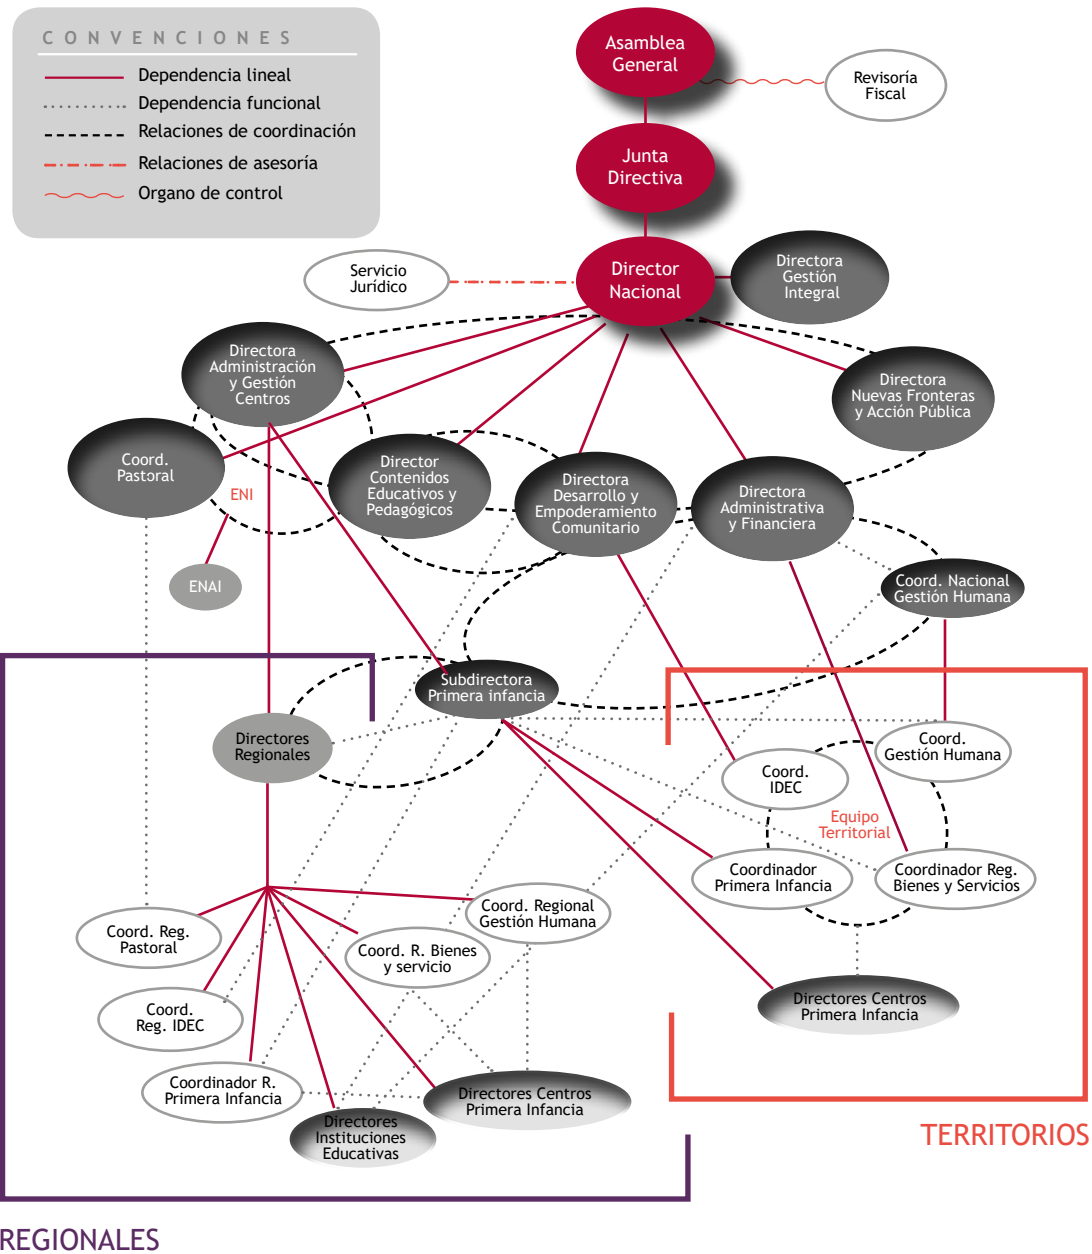 CONVENCIONES
Dependencia lineal
Dependencia funcional
Relaciones de coordinación
Relaciones de asesoría
Organo de control
Asamblea
General
Revisoría
Fiscal
Junta
Directiva
Director
Nacional
Servicio
Jurídico
Directora
Gestión
Integral
Directora
Administración
y Gestión
Centros
Directora
Nuevas Fronteras
y Acción Pública
Coord.
Pastoral
ENI
Director
Contenidos
Educativos y
Pedagógicos
Directora
Desarrollo y
Empoderamiento
Comunitario
Directora
Administrativa
y Financiera
ENAI
Coord. Nacional
Gestión Humana
Subdirectora
Primera infancia
Directores
Regionales
Coord.
Gestión Humana
Coord.
IDEC
Equipo
Territorial
Coordinador
Primera Infancia
Coordinador Reg.
Bienes y Servicios
Coord. Regional
Gestión Humana
Coord. Reg.
Pastoral
Coord. R. Bienes
y servicio
Coord.
Reg. IDEC
Directores Centros
Primera Infancia
Coordinador R.
Primera Infancia
Directores Centros
Primera Infancia
Directores
Instituciones
Educativas
TERRITORIOS
REGIONALES